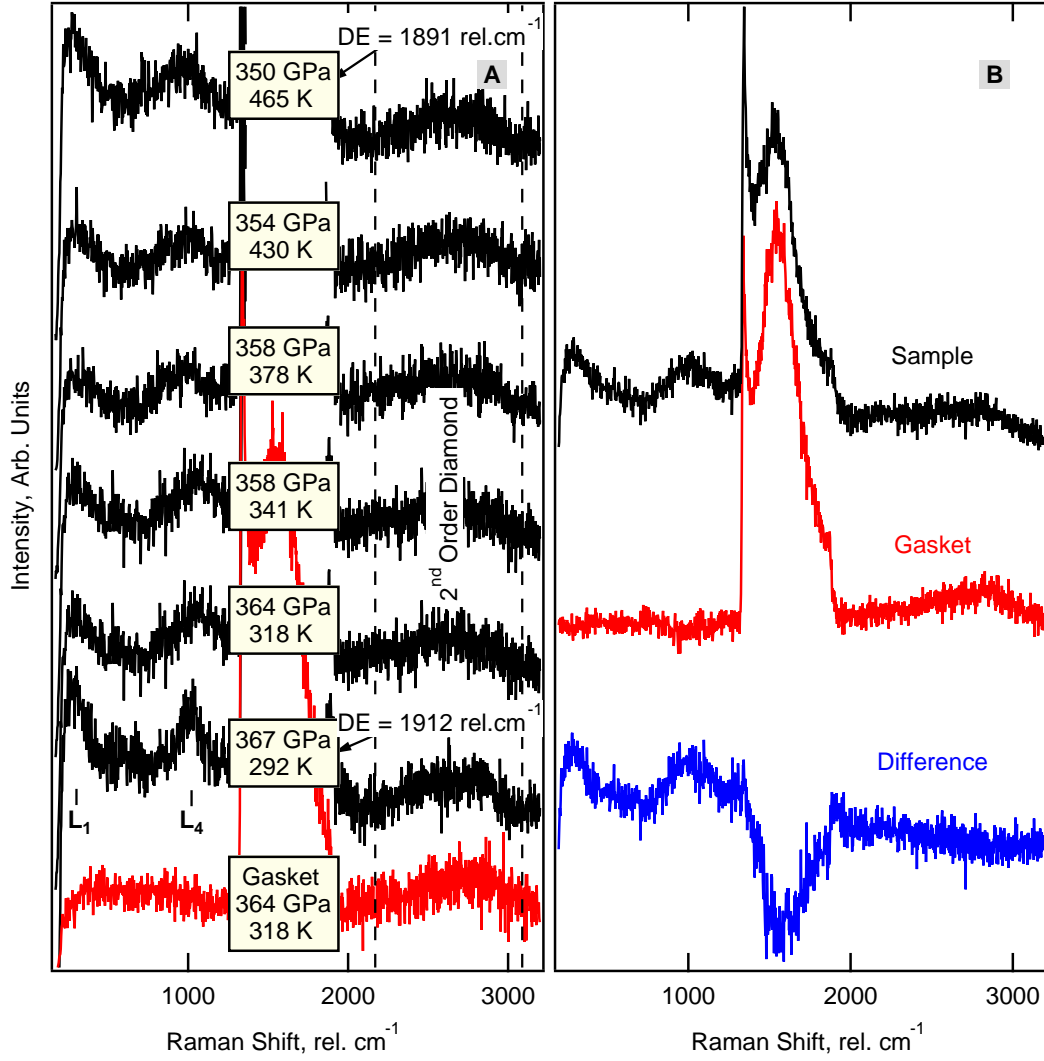 DE = 1891 rel.cm-1
A
350 GPa
465 K
354 GPa
430 K
358 GPa
378 K
358 GPa
341 K
364 GPa
318 K
DE = 1912 rel.cm-1
367 GPa
292 K
L1
L4
Gasket
364 GPa
318 K
2nd Order Diamond
Intensity, Arb. Units
1000
2000
3000
Raman Shift, rel. cm-1
B
Sample
Gasket
Difference
1000
2000
3000
Raman Shift, rel. cm-1